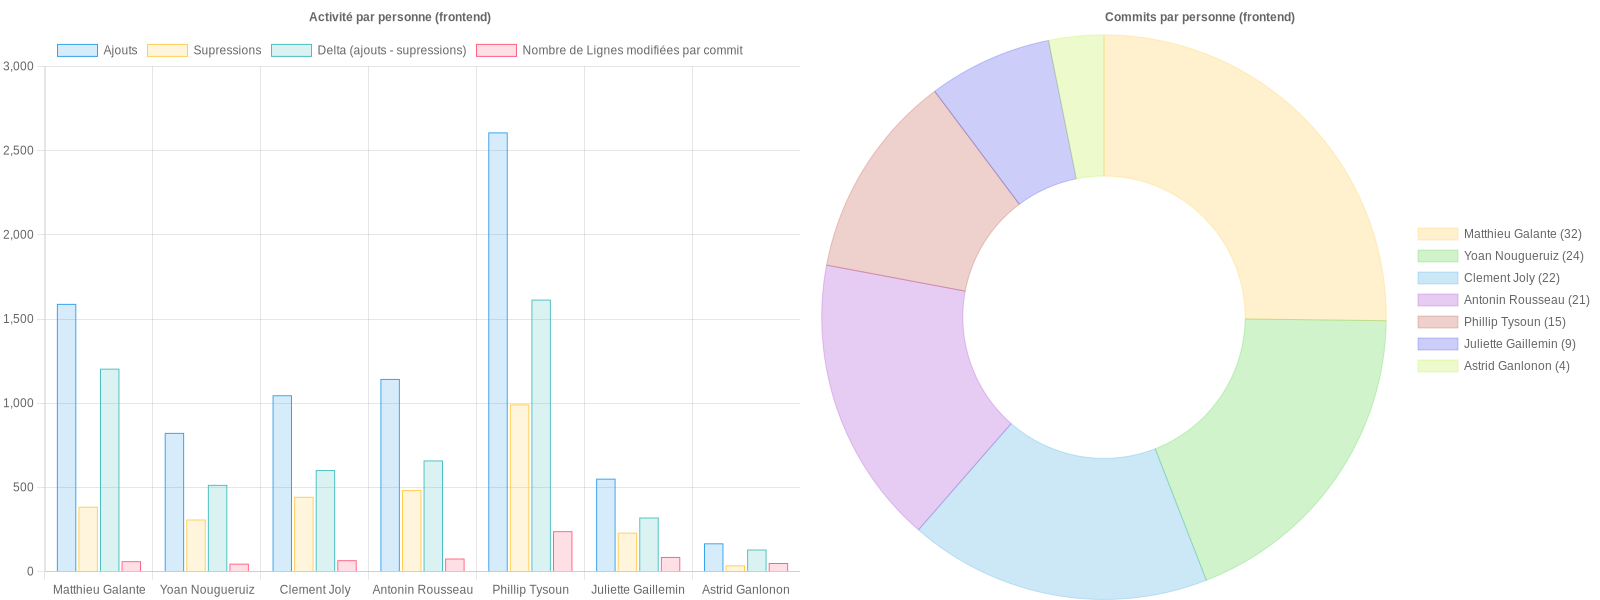 Activité par personne (frontend)
Ajouts
Supressions
Delta (ajouts - supressions)
Nombre de Lignes modifiées par commit
3,000
2,500
2,000
1,500
1,000
500
0
Matthieu Galante
Yoan Nougueruiz
Clement Joly
Antonin Rousseau
Phillip Tysoun
Juliette Gaillemin
Astrid Ganlonon
Commits par personne (frontend)
Matthieu Galante (32)
Yoan Nougueruiz (24)
Clement Joly (22)
Antonin Rousseau (21)
Phillip Tysoun (15)
Juliette Gaillemin (9)
Astrid Ganlonon (4)